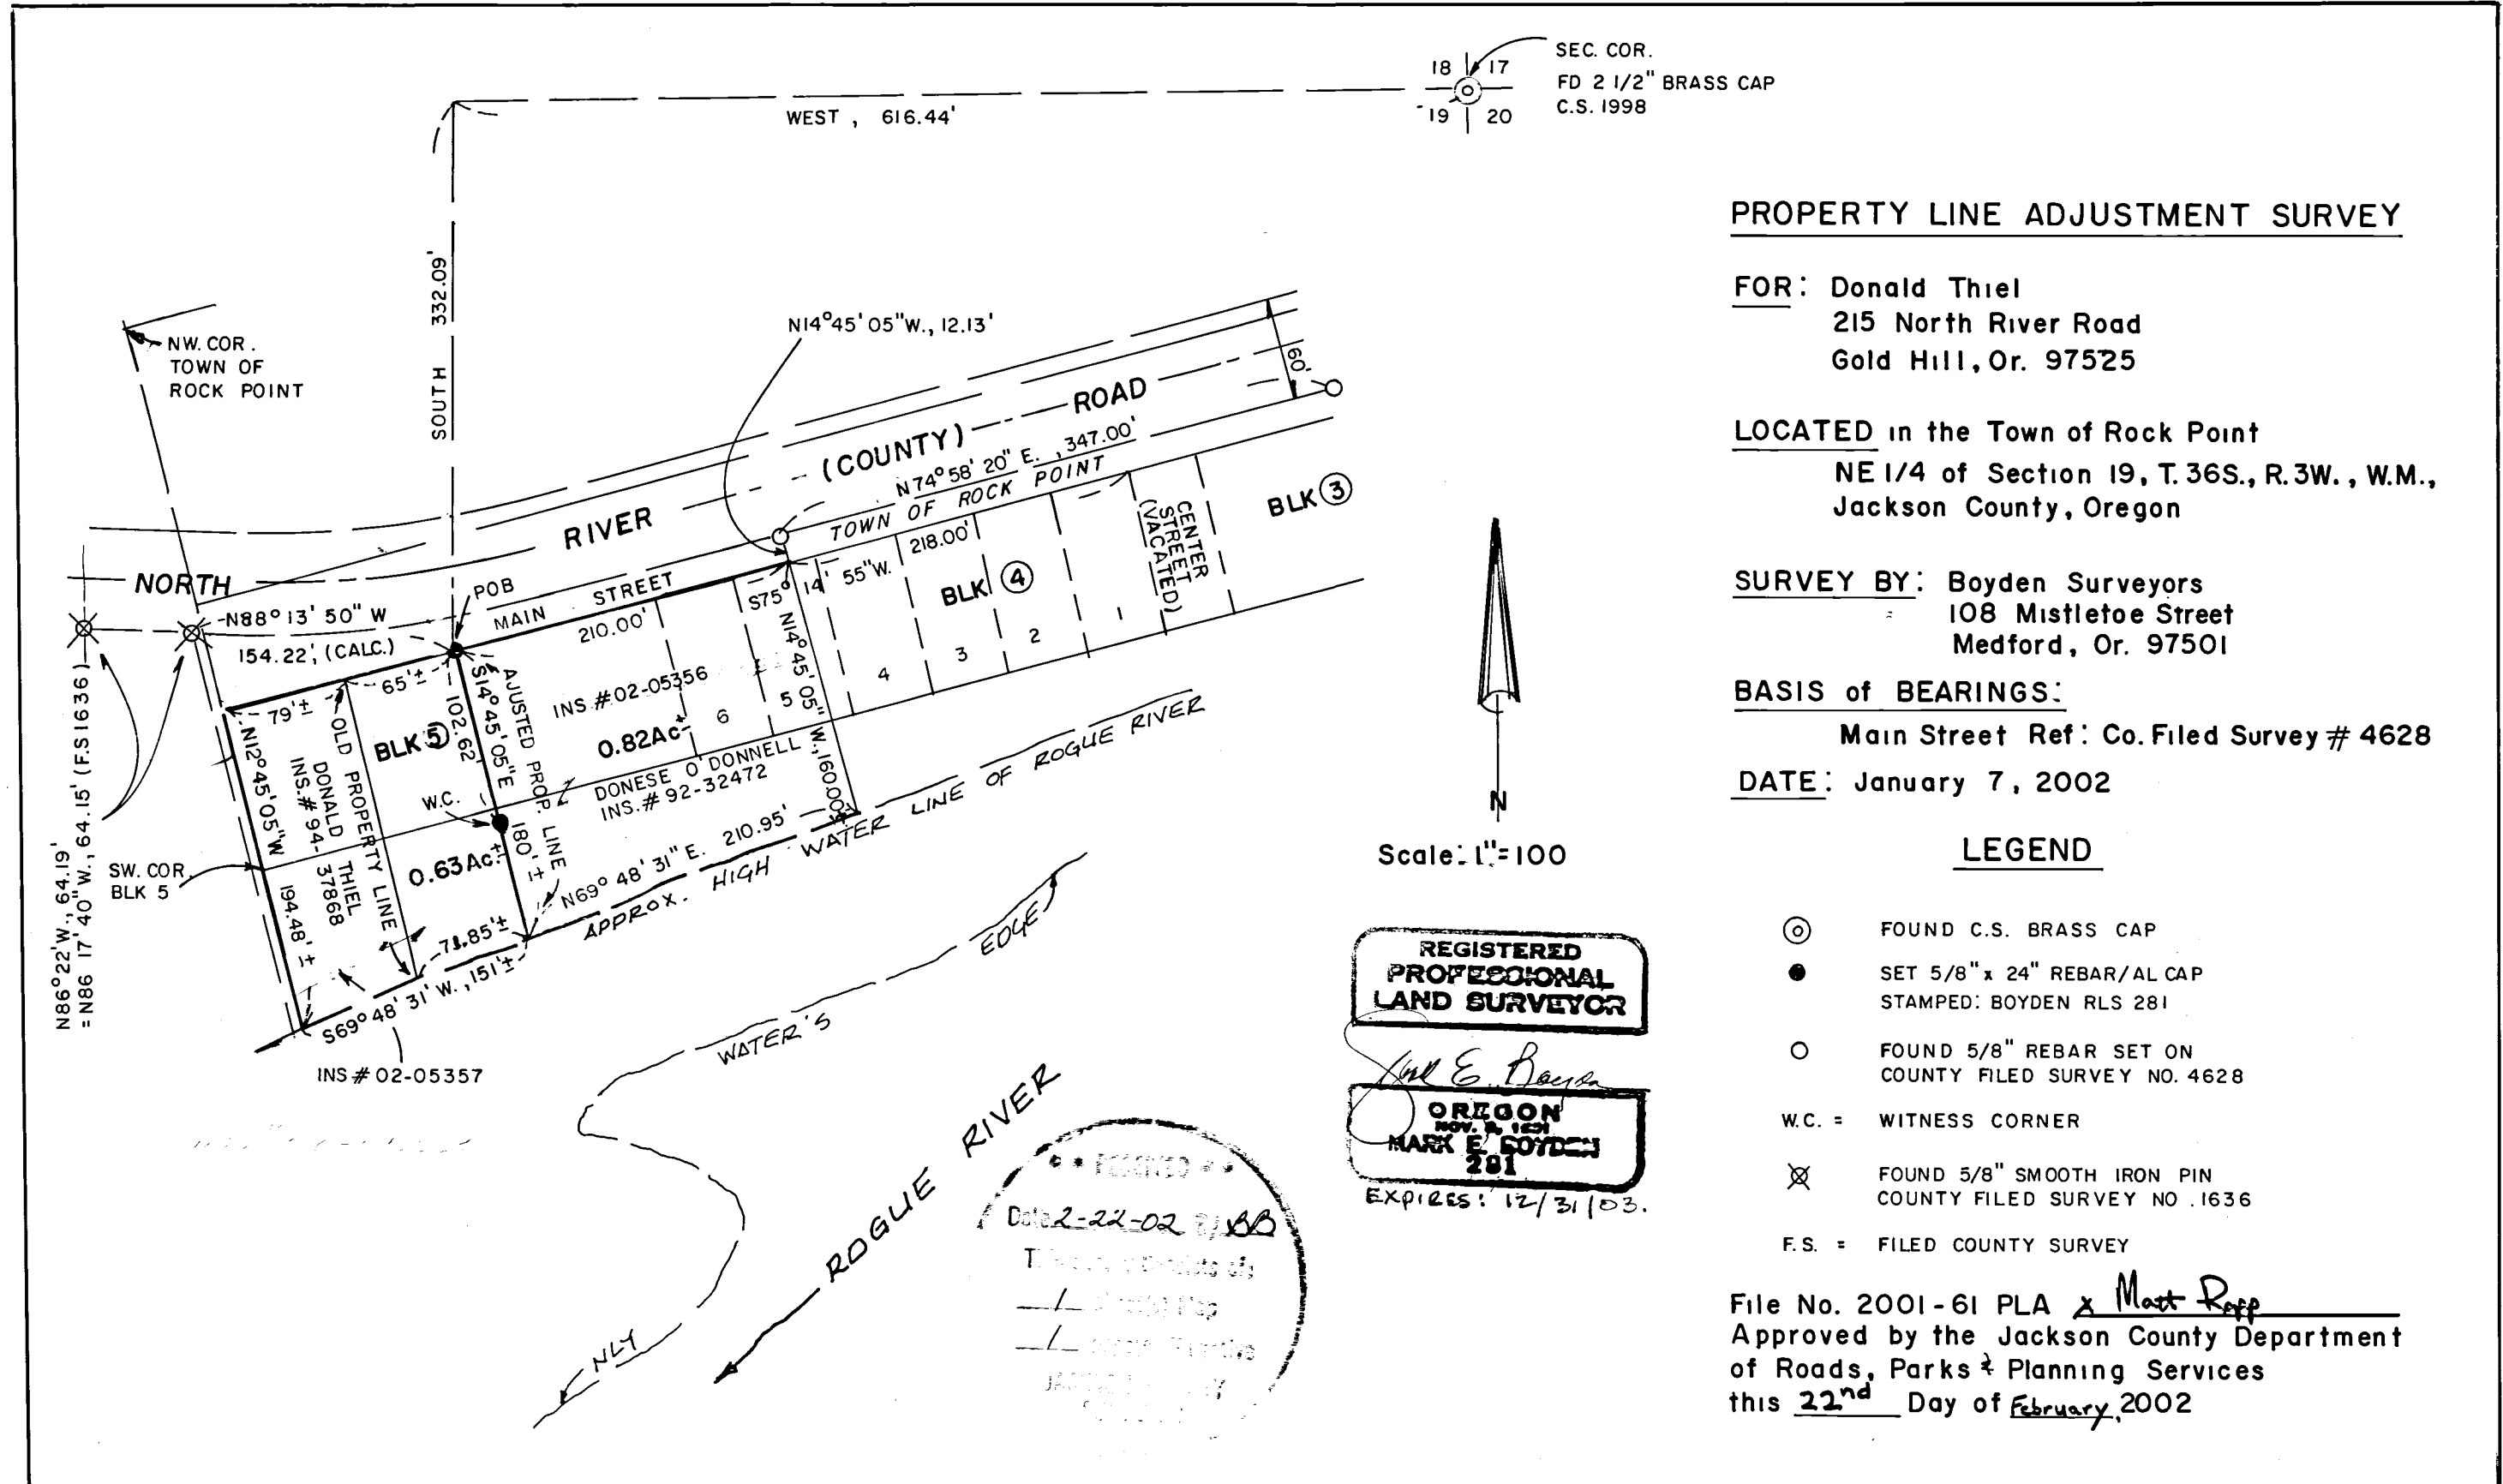 SEC. COR.
FD 2 1/2" BRASS CAP
C.S. 1998
18 17
19 20
WEST , 616.44'
SOUTH 332.09'
NW. COR.
TOWN OF
ROCK POINT
N14°45'05"W., 12.13'
60'
NORTH RIVER (COUNTY) ROAD
N74°58'20" E. , 347.00'
TOWN OF ROCK POINT
218.00'
S75° 14' 55"W.
CENTER
STREET
(VACATED)
BLK 3
BLK 4
POB
MAIN STREET
210.00'
N88°13'50" W
154.22', (CALC.)
65'±
79'±
BLK 5
102.62'
S14°45'05"E
AJUSTED PROP. LINE
180'±
INS.#02-05356
0.82Ac±
6
5
4
3
2
1
N14°45'05" W., 160.00'±
DONESE O'DONNELL
INS.# 92-32472
W.C.
OLD PROPERTY LINE
DONALD THIEL
INS.# 94-37868
N12°45'05"W
194.48'±
0.63Ac.±
SW. COR.
BLK 5
N86°22'W., 64.19'
=N86 17'40"W., 64.15' (F.S1636)
N69°48'31"E. 210.95'
APPROX. HIGH WATER LINE OF ROGUE RIVER
S69°48'31'W., 151'±
INS # 02-05357
WATER'S EDGE
ROGUE RIVER
NLY
N
Scale: 1"=100
REGISTERED
PROFESSIONAL
LAND SURVEYOR
OREGON
MARK E. BOYDEN
281
EXPIRES: 12/31/03.
2-22-02 BB
PROPERTY LINE ADJUSTMENT SURVEY
FOR: Donald Thiel
215 North River Road
Gold Hill, Or. 97525
LOCATED in the Town of Rock Point
NE 1/4 of Section 19, T. 36S., R. 3W. , W.M.,
Jackson County, Oregon
SURVEY BY: Boyden Surveyors
108 Mistletoe Street
Medford, Or. 97501
BASIS of BEARINGS:
Main Street Ref: Co. Filed Survey # 4628
DATE: January 7, 2002
LEGEND
FOUND C.S. BRASS CAP
SET 5/8" x 24" REBAR/AL CAP
STAMPED: BOYDEN RLS 281
FOUND 5/8" REBAR SET ON
COUNTY FILED SURVEY NO. 4628
W.C. = WITNESS CORNER
FOUND 5/8" SMOOTH IRON PIN
COUNTY FILED SURVEY NO .1636
F.S. = FILED COUNTY SURVEY
File No. 2001-61 PLA x Matt
Approved by the Jackson County Department
of Roads, Parks & Planning Services
this 22nd Day of February, 2002